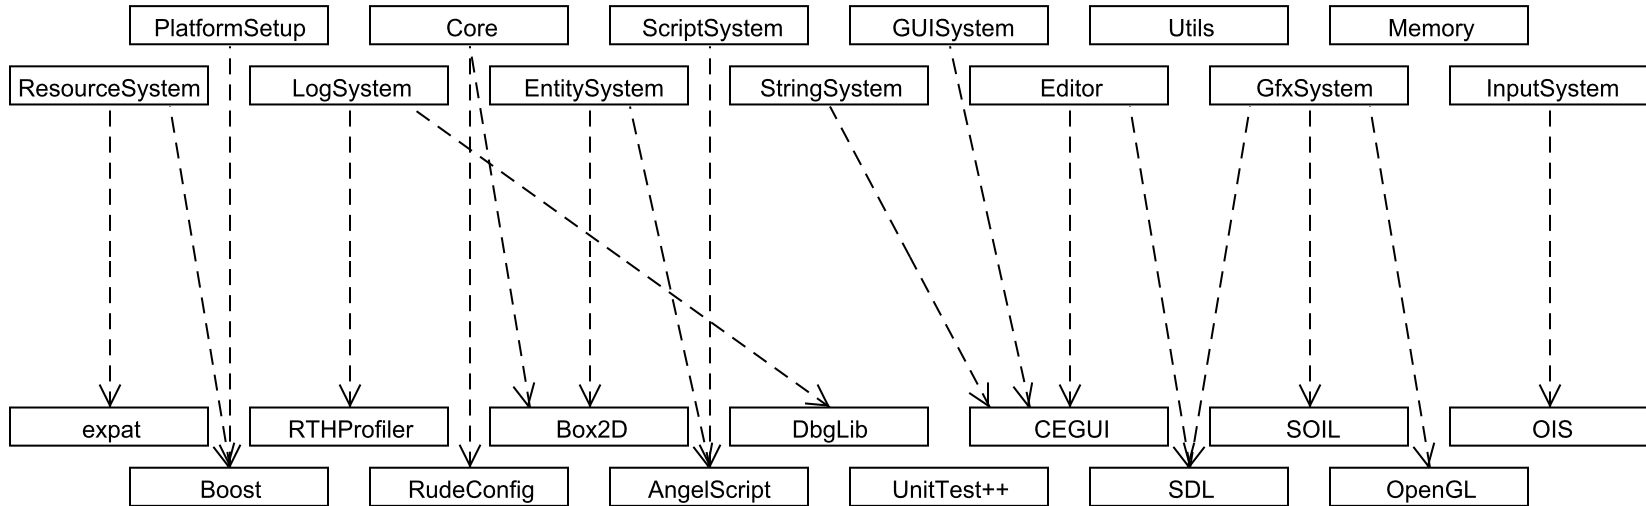 PlatformSetup Core ScriptSystem GUISystem Utils Memory
ResourceSystem LogSystem EntitySystem StringSystem Editor GfxSystem InputSystem
expat RTHProfiler Box2D DbgLib CEGUI SOIL OIS
Boost RudeConfig AngelScript UnitTest++ SDL OpenGL